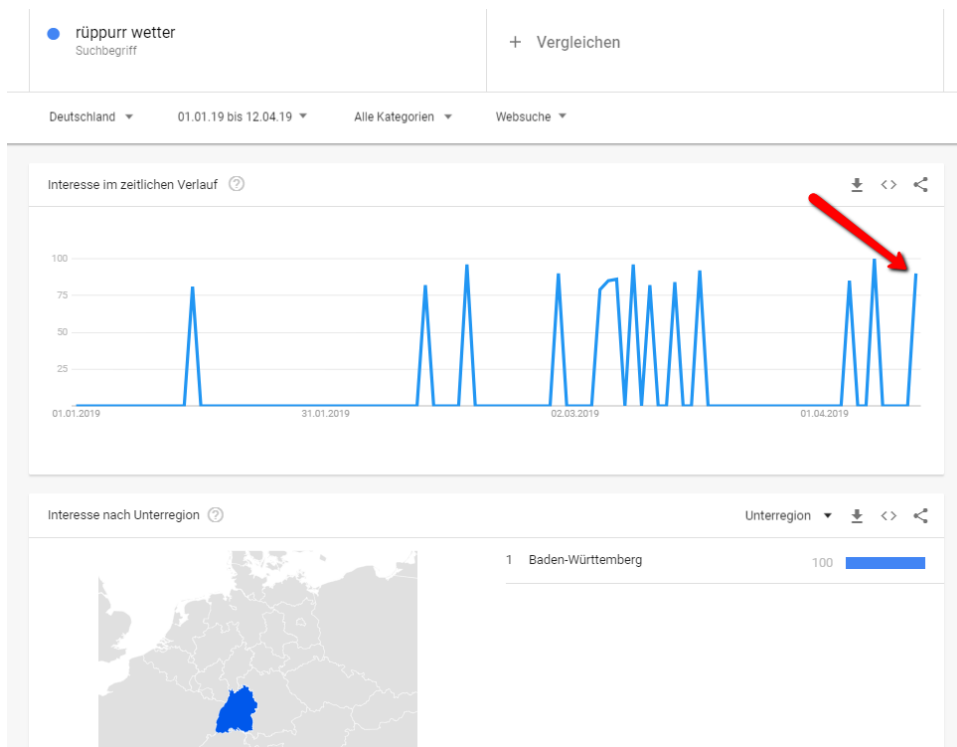 rüppurr wetter
Suchbegriff
+ Vergleichen
Deutschland
01.01.19 bis 12.04.19
Alle Kategorien
Websuche
Interesse im zeitlichen Verlauf ?
100
75
50
25
01.01.2019
31.01.2019
02.03.2019
01.04.2019
Interesse nach Unterregion ?
Unterregion
1 Baden-Württemberg 100